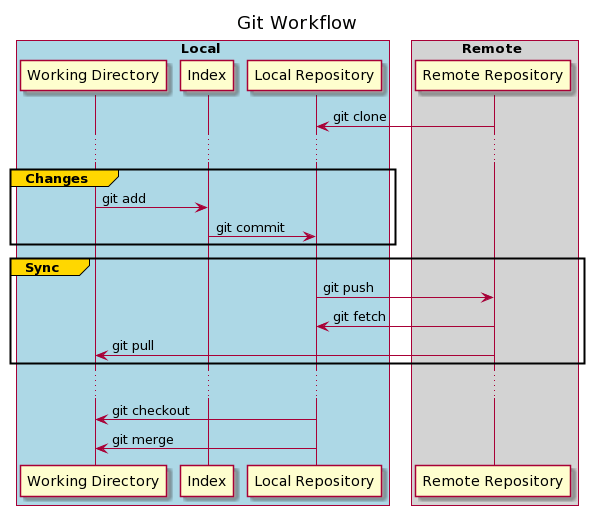 Git Workflow
Local
Remote
Working Directory
Index
Local Repository
Remote Repository
git clone
Changes
git add
git commit
Sync
git push
git fetch
git pull
git checkout
git merge
Working Directory
Index
Local Repository
Remote Repository